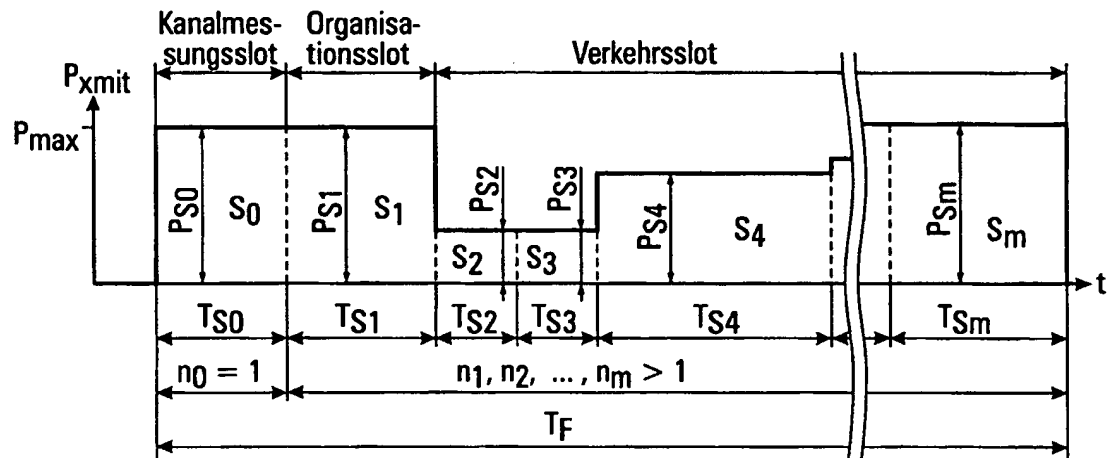 Kanalmes-
sungsslot
Organisa-
tionsslot
Verkehrsslot
Pxmit
Pmax
PS0
S0
PS1
S1
PS2
S2
PS3
S3
PS4
S4
PSm
Sm
t
TS0
TS1
TS2
TS3
TS4
TSm
n0 = 1
n1, n2, ... , nm > 1
TF